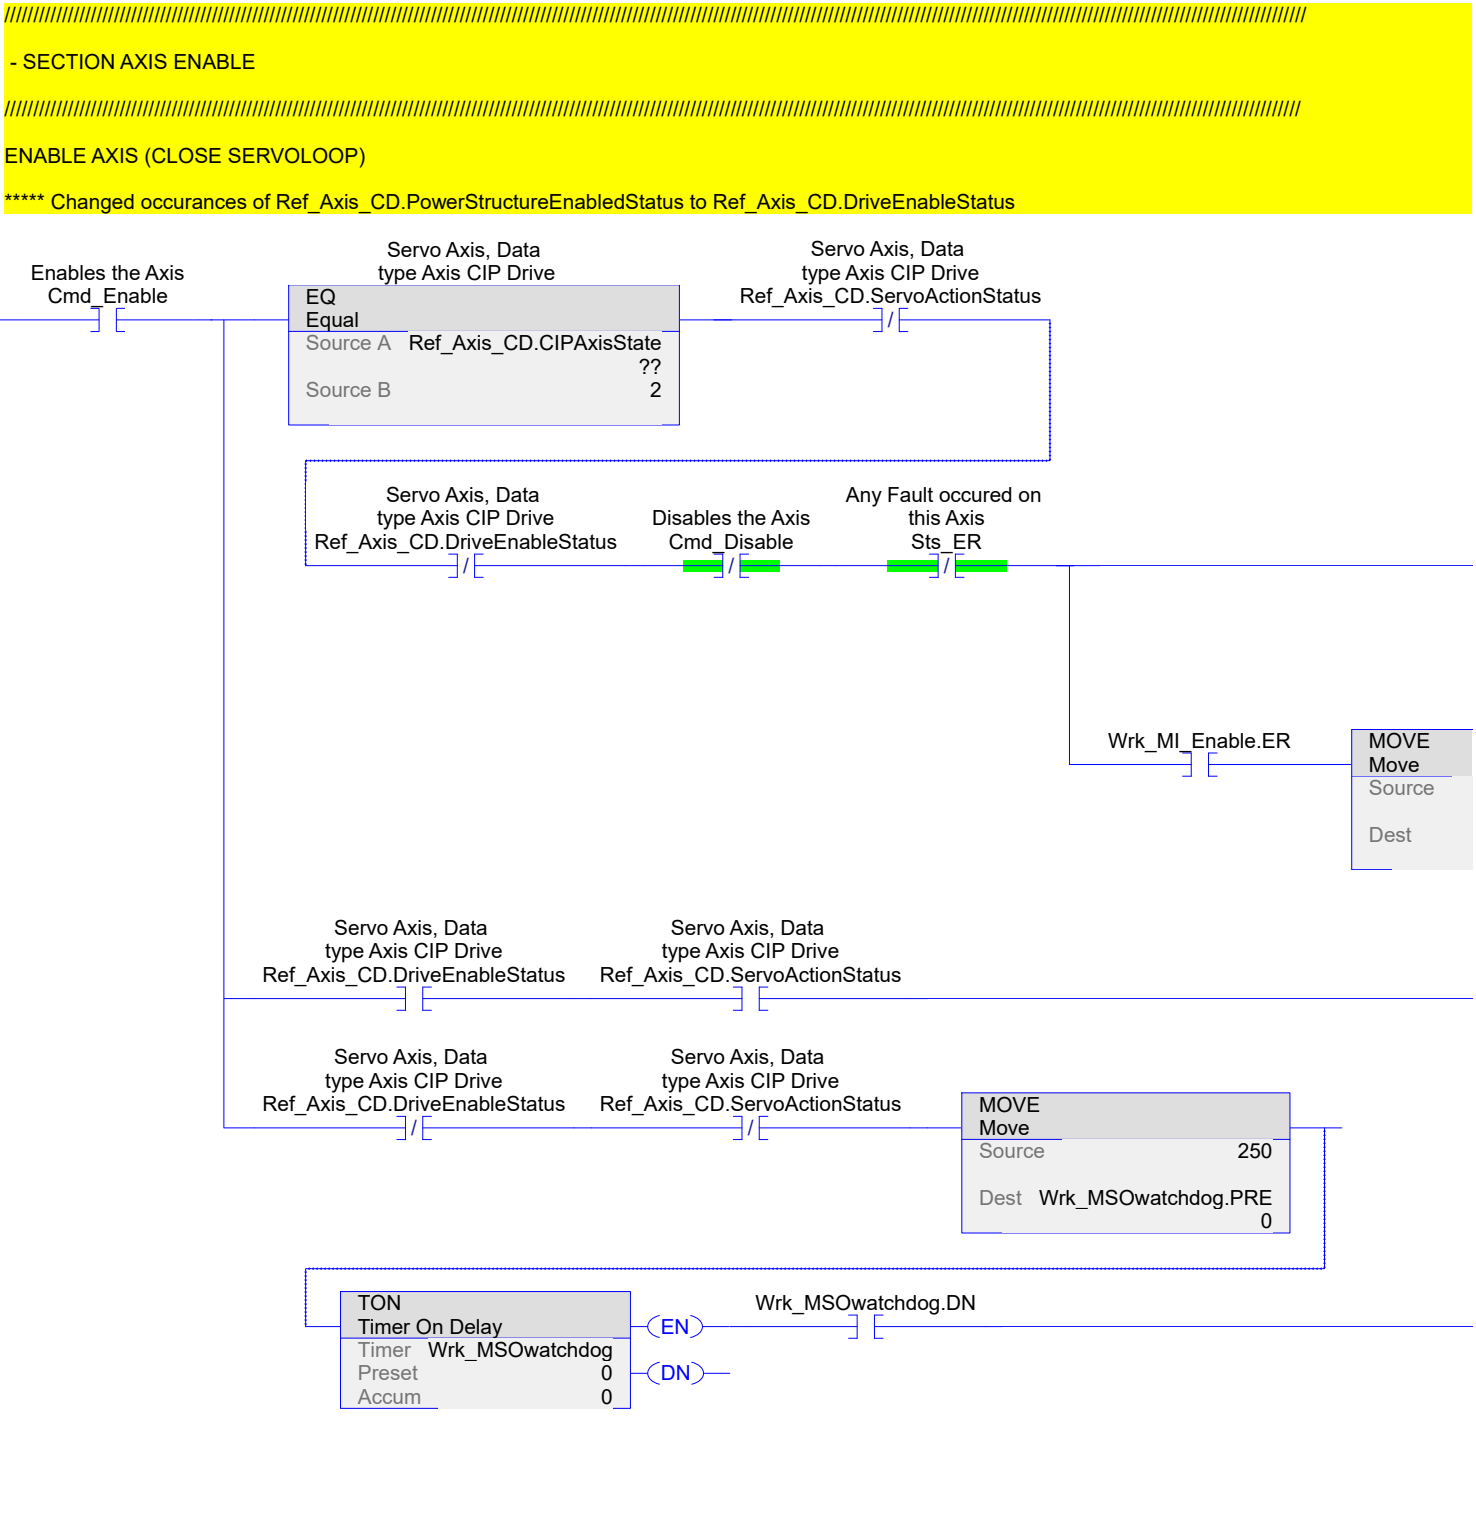 ////////////////////////////////////////////////////////////////////////////////////////////////////////////////////////////////////////////////////////////////////////////////////////////////////////////////////////////////////////
- SECTION AXIS ENABLE
///////////////////////////////////////////////////////////////////////////////////////////////////////////////////////////////////////////////////////////////////////////////////////////////////////////////////////////////////////
ENABLE AXIS (CLOSE SERVOLOOP)
***** Changed occurances of Ref_Axis_CD.PowerStructureEnabledStatus to Ref_Axis_CD.DriveEnableStatus
Enables the Axis
Cmd_Enable
Servo Axis, Data
type Axis CIP Drive
EQ
Equal
Source A Ref_Axis_CD.CIPAxisState
??
Source B 2
Servo Axis, Data
type Axis CIP Drive
Ref_Axis_CD.ServoActionStatus
/
Servo Axis, Data
type Axis CIP Drive
Ref_Axis_CD.DriveEnableStatus
/
Disables the Axis
Cmd_Disable
/
Any Fault occured on
this Axis
Sts_ER
/
Wrk_MI_Enable.ER
MOVE
Move
Source
Dest
Servo Axis, Data
type Axis CIP Drive
Ref_Axis_CD.DriveEnableStatus
Servo Axis, Data
type Axis CIP Drive
Ref_Axis_CD.ServoActionStatus
Servo Axis, Data
type Axis CIP Drive
Ref_Axis_CD.DriveEnableStatus
/
Servo Axis, Data
type Axis CIP Drive
Ref_Axis_CD.ServoActionStatus
/
MOVE
Move
Source 250
Dest Wrk_MSOwatchdog.PRE
0
TON
Timer On Delay
Timer Wrk_MSOwatchdog
Preset 0
Accum 0
EN
DN
Wrk_MSOwatchdog.DN